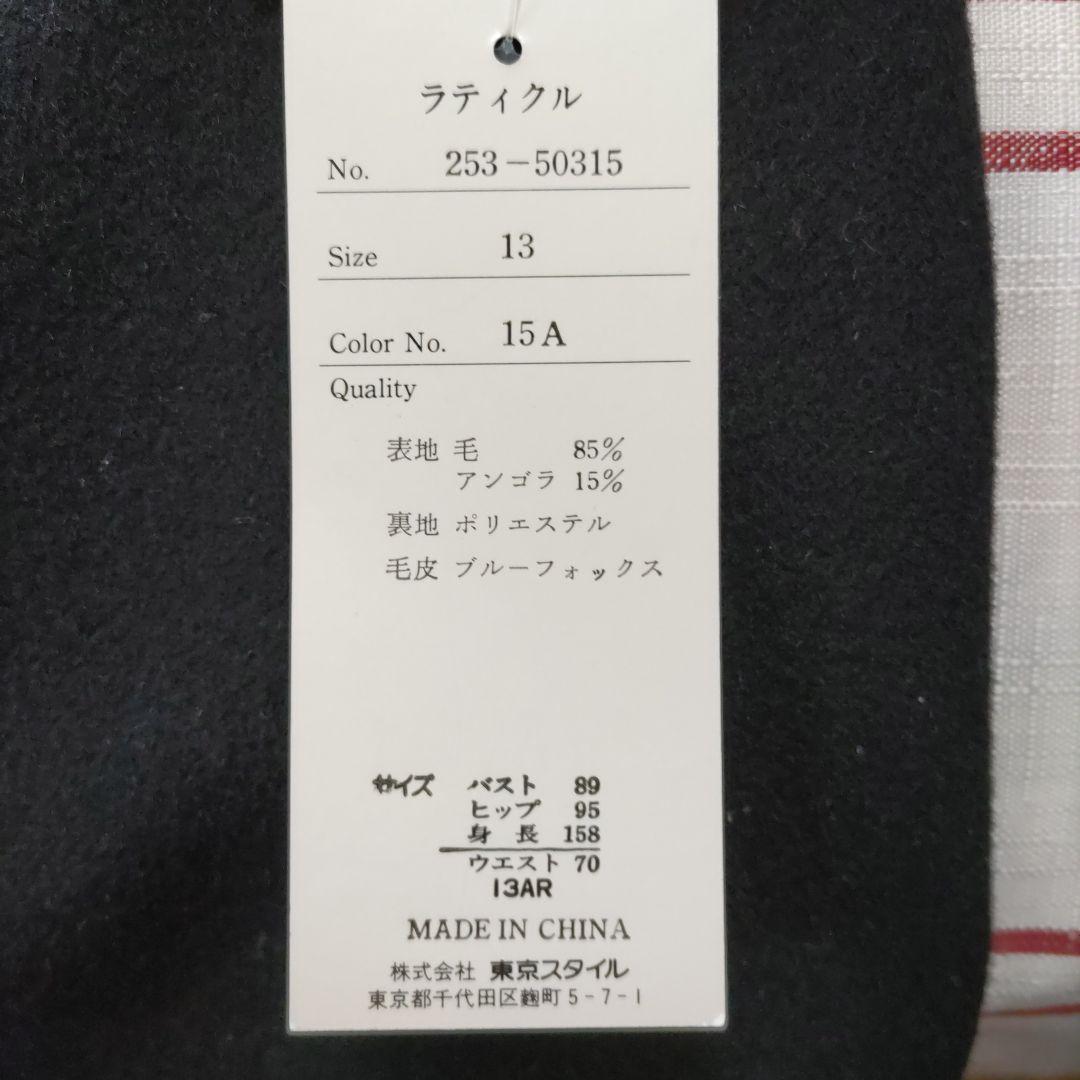 ラティクル
No. 253-50315
Size 13
Color No. 15A
Quality
表地 毛 85%
アンゴラ 15%
裏地 ポリエステル
毛皮 ブルーフォックス
サイズ バスト 89
ヒップ 95
身長 158
ウエスト 70
13AR
MADE IN CHINA
株式会社 東京スタイル
東京都千代田区麹町5-7-1